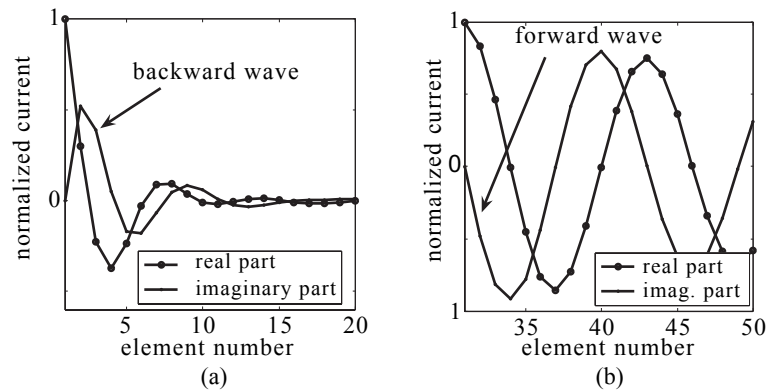 1
0
normalized current
backward wave
real part
imaginary part
5
10
15
20
element number
(a)
1
0
1
normalized current
forward wave
real part
imag. part
35
40
45
50
element number
(b)